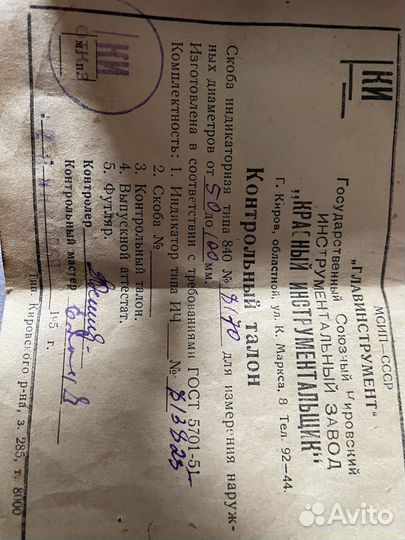 КИ
МСИП—СССР
„ГЛАВИНСТРУМЕНТ“
Государственный Союзный Кировский
ИНСТРУМЕНТАЛЬНЫЙ ЗАВОД
„КРАСНЫЙ ИНСТРУМЕНТАЛЬЩИК“
Г. Киров, областной, ул. К. Маркса, 8 Тел. 92—44.
Контрольный талон
Скоба индикаторная типа 840 № 8170 для измерения наруж-
ных диаметров от 50 до 100 мм.
Изготовлена в соответствии с требованиями ГОСТ 5701-51
Комплектность: 1. Индикатор типа ИЧ № 813825
2. Скоба №
3. Контрольный талон.
4. Выпускной аттестат.
5. Футляр.
Контролер
Контрольный мастер
195 г.
КИ
Тип. Кировского р-на, з. 285, т. 8000
Avito